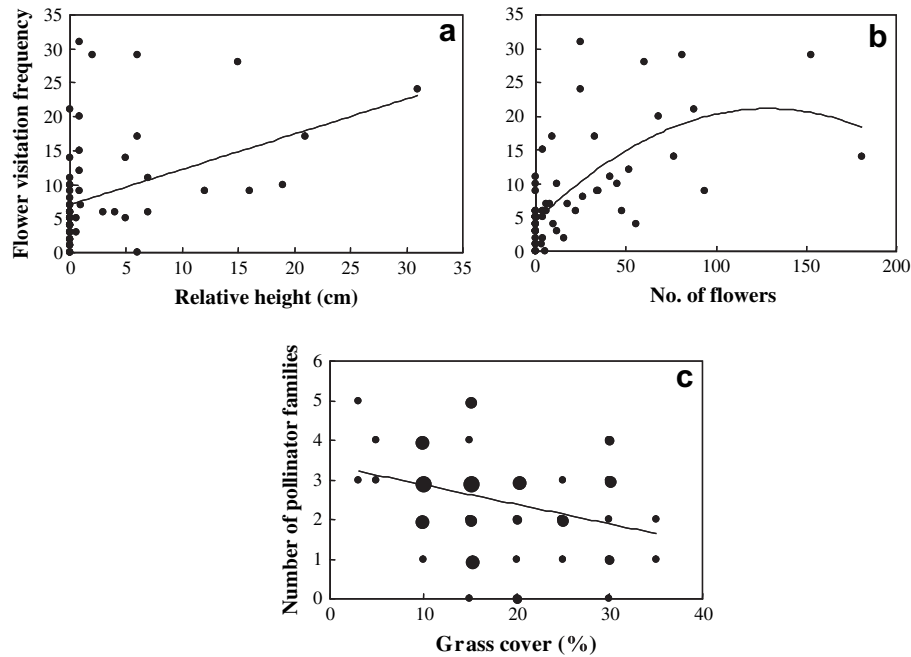 a
Flower visitation frequency
35
30
25
20
15
10
5
0
0 5 10 15 20 25 30 35
Relative height (cm)
b
35
30
25
20
15
10
5
0
0 50 100 150 200
No. of flowers
c
Number of pollinator families
6
5
4
3
2
1
0
0 10 20 30 40
Grass cover (%)